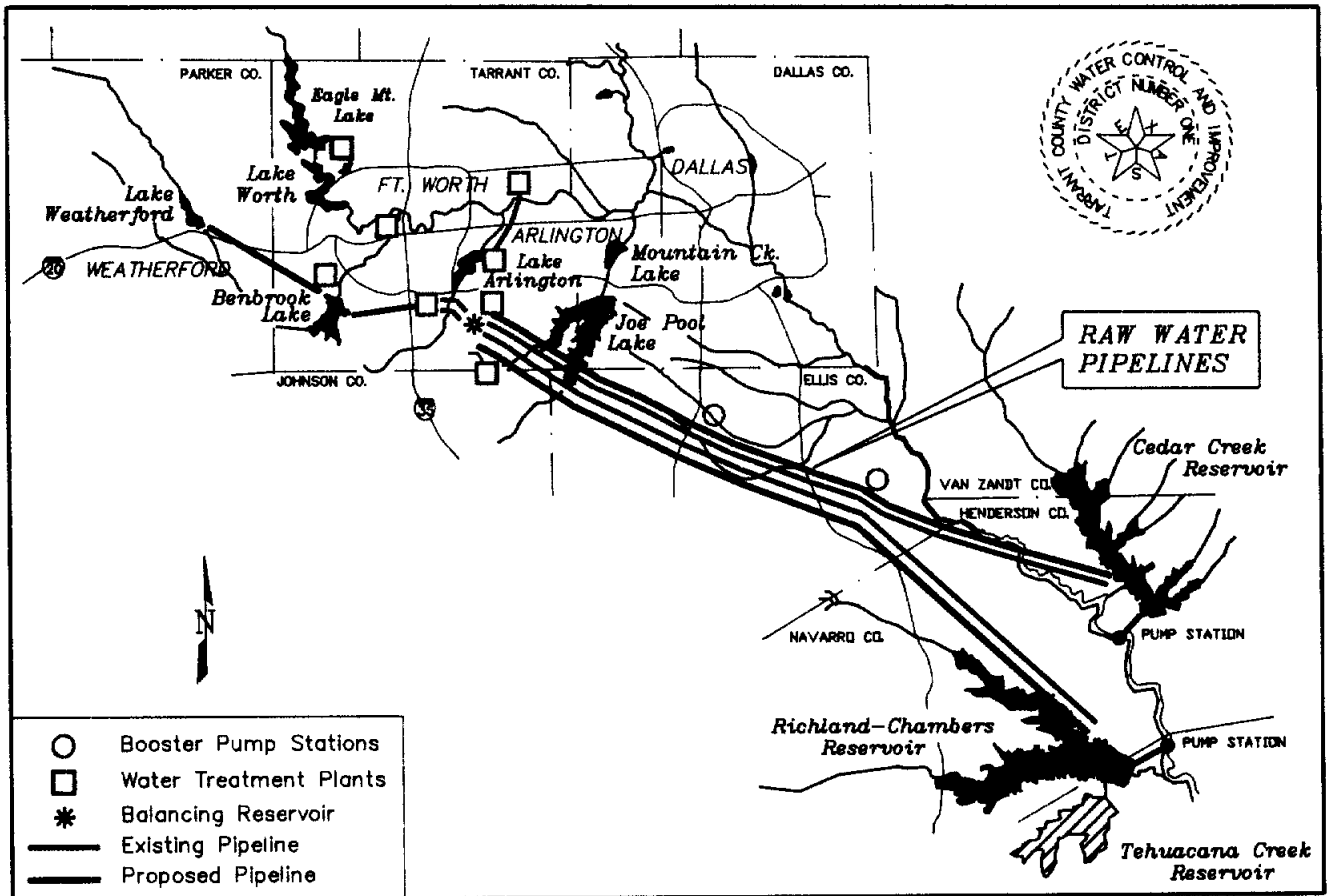 PARKER CO.
TARRANT CO.
DALLAS CO.
TARRANT COUNTY WATER CONTROL AND IMPROVEMENT
DISTRICT NUMBER ONE
TEXAS
Eagle Mt.
Lake
Lake
Worth
FT. WORTH
DALLAS
Lake
Weatherford
ARLINGTON
Mountain Ck.
Lake
20
WEATHERFORD
Lake
Arlington
Benbrook
Lake
Joe Pool
Lake
RAW WATER
PIPELINES
JOHNSON CO.
ELLIS CO.
35
Cedar Creek
Reservoir
VAN ZANDT CO.
HENDERSON CO.
N
NAVARRO CO.
PUMP STATION
Richland-Chambers
Reservoir
PUMP STATION
Tehuacana Creek
Reservoir
Booster Pump Stations
Water Treatment Plants
Balancing Reservoir
Existing Pipeline
Proposed Pipeline